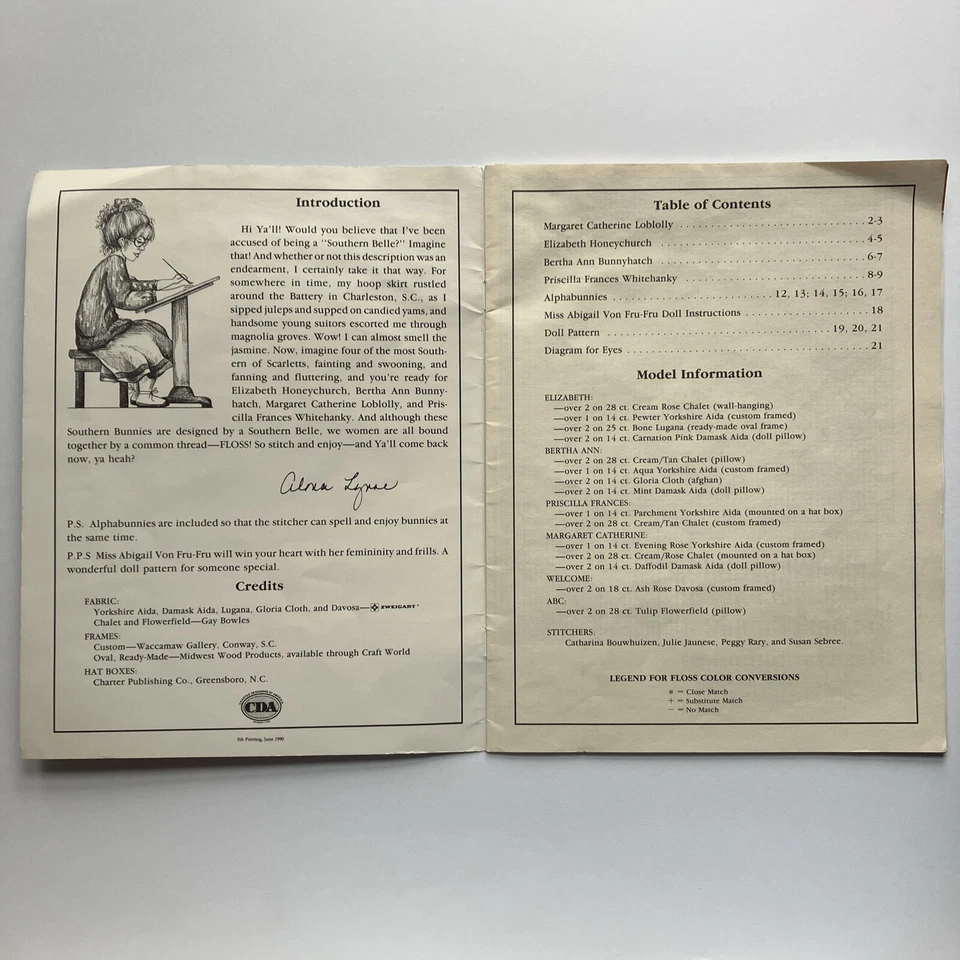 Introduction
Hi Ya'll! Would you believe that I've been
accused of being a "Southern Belle?" Imagine
that! And whether or not this description was an
endearment, I certainly take it that way. For
somewhere in time, my hoop skirt rustled
around the Battery in Charleston, S.C., as I
sipped juleps and supped on candied yams, and
handsome young suitors escorted me through
magnolia groves. Wow! I can almost smell the
jasmine. Now, imagine four of the most South-
ern of Scarletts, fainting and swooning, and
fanning and fluttering, and you're ready for
Elizabeth Honeychurch, Bertha Ann Bunny-
hatch, Margaret Catherine Loblolly, and Pris-
cilla Frances Whitehanky. And although these
Southern Bunnies are designed by a Southern Belle, we women are all bound
together by a common thread—FLOSS! So stitch and enjoy—and Ya'll come back
now, ya heah?
Alma Lynne
P.S. Alphabunnies are included so that the stitcher can spell and enjoy bunnies at
the same time.
P.P.S Miss Abigail Von Fru-Fru will win your heart with her femininity and frills. A
wonderful doll pattern for someone special.
Credits
FABRIC:
Yorkshire Aida, Damask Aida, Lugana, Gloria Cloth, and Davosa—ZWEIGART
Chalet and Flowerfield—Gay Bowles
FRAMES:
Custom—Waccamaw Gallery, Conway, S.C.
Oval, Ready-Made—Midwest Wood Products, available through Craft World
HAT BOXES:
Charter Publishing Co., Greensboro, N.C.
CDA
5th Printing, June 1990
Table of Contents
Margaret Catherine Loblolly . . . . . . . . . . . . . . . . . . . . . . . . . . . . . 2-3
Elizabeth Honeychurch . . . . . . . . . . . . . . . . . . . . . . . . . . . . . . . . 4-5
Bertha Ann Bunnyhatch . . . . . . . . . . . . . . . . . . . . . . . . . . . . . . . . 6-7
Priscilla Frances Whitehanky . . . . . . . . . . . . . . . . . . . . . . . . . . . . 8-9
Alphabunnies . . . . . . . . . . . . . . . . . . . . . . . . . 12, 13; 14, 15; 16, 17
Miss Abigail Von Fru-Fru Doll Instructions . . . . . . . . . . . . . . . . . . . 18
Doll Pattern . . . . . . . . . . . . . . . . . . . . . . . . . . . . . . . . . . 19, 20, 21
Diagram for Eyes . . . . . . . . . . . . . . . . . . . . . . . . . . . . . . . . . . . . . 21
Model Information
ELIZABETH:
—over 2 on 28 ct. Cream Rose Chalet (wall-hanging)
—over 1 on 14 ct. Pewter Yorkshire Aida (custom framed)
—over 2 on 25 ct. Bone Lugana (ready-made oval frame)
—over 2 on 14 ct. Carnation Pink Damask Aida (doll pillow)
BERTHA ANN:
—over 2 on 28 ct. Cream/Tan Chalet (pillow)
—over 1 on 14 ct. Aqua Yorkshire Aida (custom framed)
—over 2 on 14 ct. Gloria Cloth (afghan)
—over 2 on 14 ct. Mint Damask Aida (doll pillow)
PRISCILLA FRANCES:
—over 1 on 14 ct. Parchment Yorkshire Aida (mounted on a hat box)
—over 2 on 28 ct. Cream/Tan Chalet (custom framed)
MARGARET CATHERINE:
—over 1 on 14 ct. Evening Rose Yorkshire Aida (custom framed)
—over 2 on 28 ct. Cream/Rose Chalet (mounted on a hat box)
—over 2 on 14 ct. Daffodil Damask Aida (doll pillow)
WELCOME:
—over 2 on 18 ct. Ash Rose Davosa (custom framed)
ABC:
—over 2 on 28 ct. Tulip Flowerfield (pillow)
STITCHERS:
Catharina Bouwhuizen, Julie Jaunese, Peggy Rary, and Susan Sebree.
LEGEND FOR FLOSS COLOR CONVERSIONS
# = Close Match
+ = Substitute Match
− = No Match